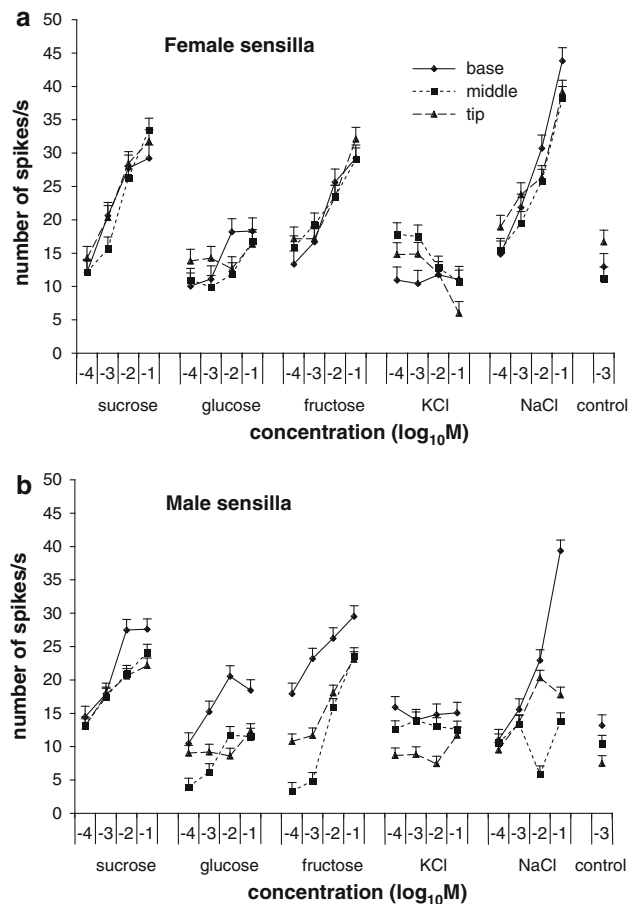 a
Female sensilla
base
middle
tip
number of spikes/s
50
45
40
35
30
25
20
15
10
5
0
-4 -3 -2 -1 -4 -3 -2 -1 -4 -3 -2 -1 -4 -3 -2 -1 -4 -3 -2 -1 -3
sucrose glucose fructose KCl NaCl control
concentration (log10M)
b
Male sensilla
number of spikes/s
50
45
40
35
30
25
20
15
10
5
0
-4 -3 -2 -1 -4 -3 -2 -1 -4 -3 -2 -1 -4 -3 -2 -1 -4 -3 -2 -1 -3
sucrose glucose fructose KCl NaCl control
concentration (log10M)